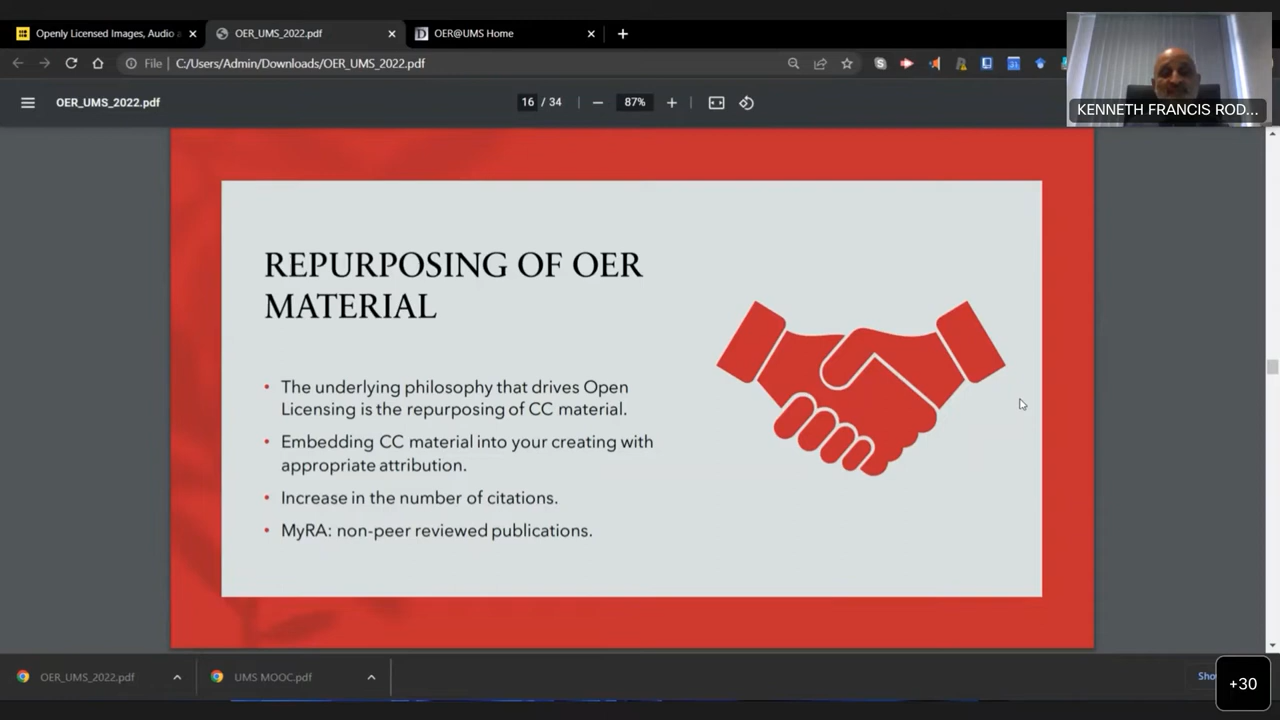 Openly Licensed Images, Audio a
OER_UMS_2022.pdf
OER@UMS Home
File
C:/Users/Admin/Downloads/OER_UMS_2022.pdf
KENNETH FRANCIS ROD...
OER_UMS_2022.pdf
16 / 34
87%
REPURPOSING OF OER
MATERIAL
• The underlying philosophy that drives Open
Licensing is the repurposing of CC material.
• Embedding CC material into your creating with
appropriate attribution.
• Increase in the number of citations.
• MyRA: non-peer reviewed publications.
OER_UMS_2022.pdf
UMS MOOC.pdf
Sho
+30